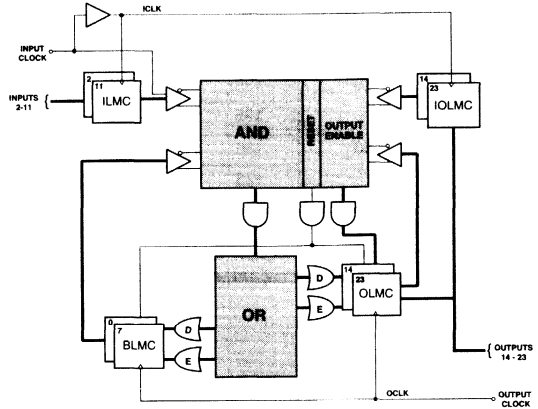 ICLK
INPUT
CLOCK
2
11
ILMC
INPUTS
2-11
AND
RESET
OUTPUT
ENABLE
14
23
IOLMC
OR
D
E
14
23
OLMC
0
7
BLMC
D
E
OUTPUTS
14 - 23
OCLK
OUTPUT
CLOCK